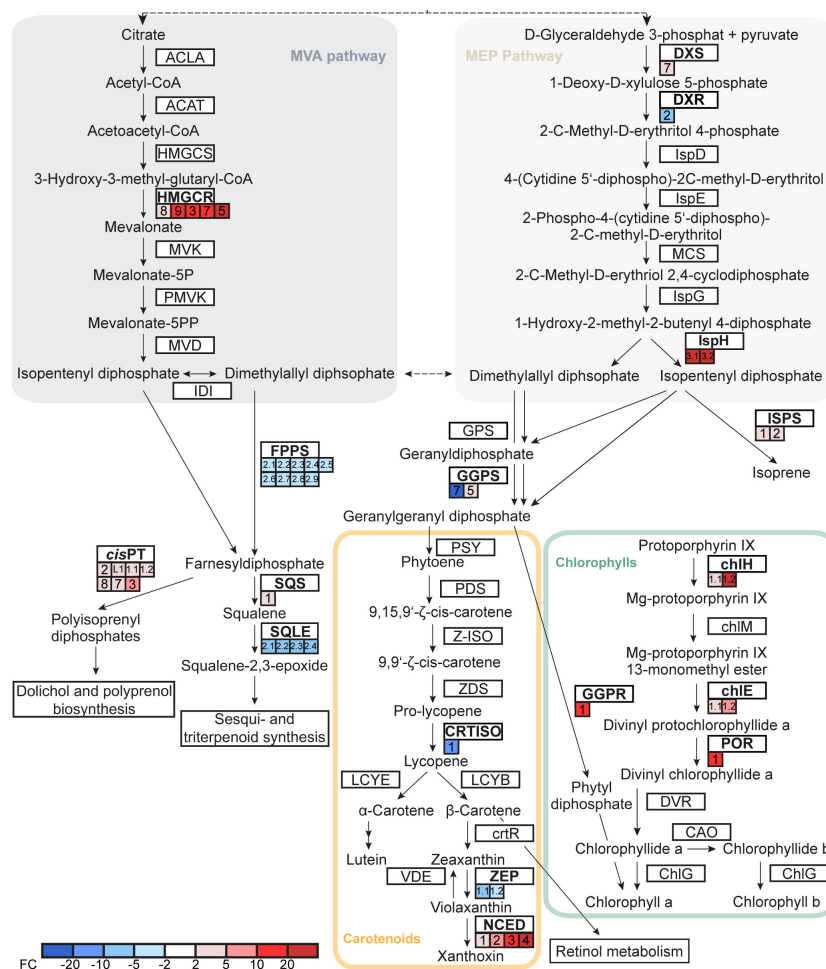 Citrate
ACLA
Acetyl-CoA
ACAT
Acetoacetyl-CoA
HMGCS
3-Hydroxy-3-methyl-glutaryl-CoA
HMGCR
8 9 3 7 5
Mevalonate
MVK
Mevalonate-5P
PMVK
Mevalonate-5PP
MVD
Isopentenyl diphosphate
Dimethylallyl diphsophate
IDI
MVA pathway
MEP Pathway
D-Glyceraldehyde 3-phosphat + pyruvate
DXS
7
1-Deoxy-D-xylulose 5-phosphate
DXR
2
2-C-Methyl-D-erythritol 4-phosphate
IspD
4-(Cytidine 5‘-diphospho)-2C-methyl-D-erythritol
IspE
2-Phospho-4-(cytidine 5‘-diphospho)-
2-C-methyl-D-erythritol
MCS
2-C-Methyl-D-erythriol 2,4-cyclodiphosphate
IspG
1-Hydroxy-2-methyl-2-butenyl 4-diphosphate
IspH
3.1 3.2
Dimethylallyl diphsophate
Isopentenyl diphosphate
ISPS
1 2
Isoprene
GPS
Geranyldiphosphate
GGPS
7 5
Geranylgeranyl diphosphate
FPPS
2.1 2.2 2.3 2.4 2.5
2.6 2.7 2.8 2.9
cisPT
2 L1 1.1 1.2
8 7 3
Farnesyldiphosphate
SQS
1
Polyisoprenyl
diphosphates
Squalene
SQLE
2.1 2.2 2.3 2.4
Squalene-2,3-epoxide
Dolichol and polyprenol
biosynthesis
Sesqui- and
triterpenoid synthesis
PSY
Phytoene
PDS
9,15,9‘-ζ-cis-carotene
Z-ISO
9,9‘-ζ-cis-carotene
ZDS
Pro-lycopene
CRTISO
1
Lycopene
LCYE
LCYB
α-Carotene
β-Carotene
crtR
Lutein
Zeaxanthin
VDE
ZEP
1.1 1.2
Violaxanthin
NCED
1 2 3 4
Xanthoxin
Carotenoids
Retinol metabolism
Chlorophylls
Protoporphyrin IX
chlH
1.1 1.2
Mg-protoporphyrin IX
chlM
Mg-protoporphyrin IX
13-monomethyl ester
GGPR
1
chlE
1.1 1.2
Divinyl protochlorophyllide a
POR
1
Divinyl chlorophyllide a
Phytyl
diphosphate
DVR
CAO
Chlorophyllide a
Chlorophyllide b
ChlG
ChlG
Chlorophyll a
Chlorophyll b
FC
-20 -10 -5 -2 2 5 10 20